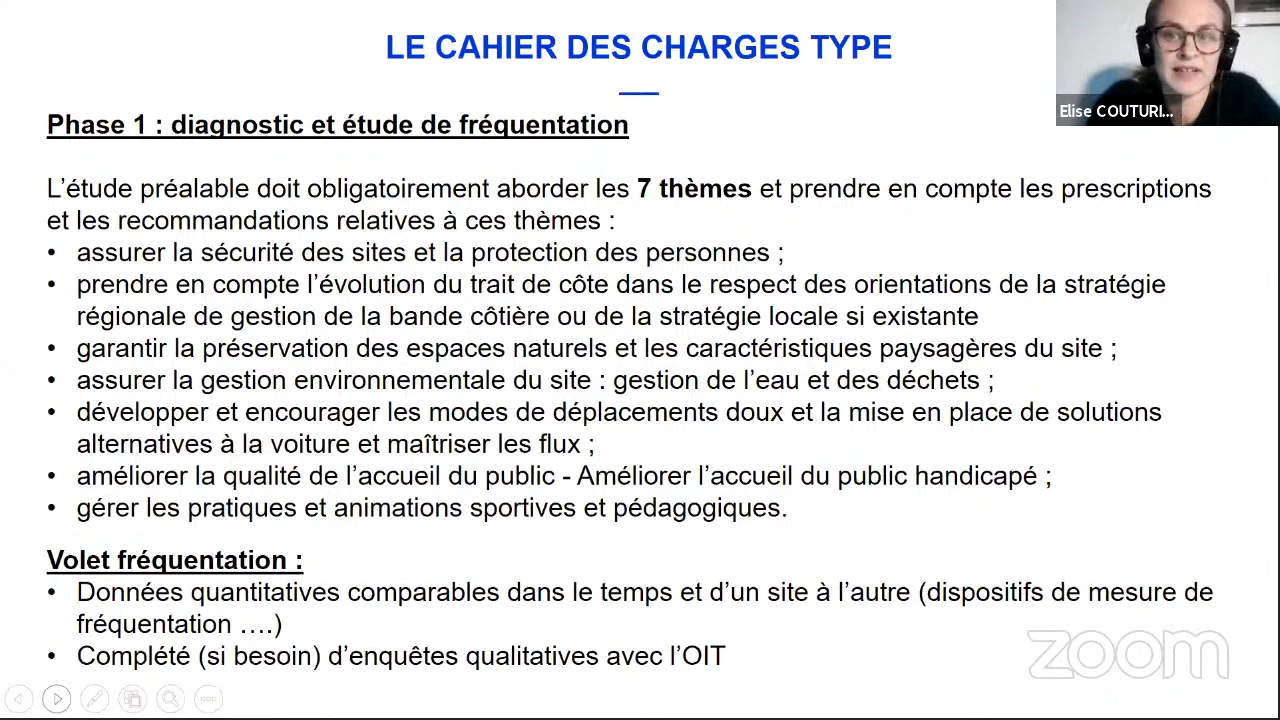 LE CAHIER DES CHARGES TYPE
Elise COUTURI...
Phase 1 : diagnostic et étude de fréquentation
L’étude préalable doit obligatoirement aborder les 7 thèmes et prendre en compte les prescriptions
et les recommandations relatives à ces thèmes :
• assurer la sécurité des sites et la protection des personnes ;
• prendre en compte l’évolution du trait de côte dans le respect des orientations de la stratégie
régionale de gestion de la bande côtière ou de la stratégie locale si existante
• garantir la préservation des espaces naturels et les caractéristiques paysagères du site ;
• assurer la gestion environnementale du site : gestion de l’eau et des déchets ;
• développer et encourager les modes de déplacements doux et la mise en place de solutions
alternatives à la voiture et maîtriser les flux ;
• améliorer la qualité de l’accueil du public - Améliorer l’accueil du public handicapé ;
• gérer les pratiques et animations sportives et pédagogiques.
Volet fréquentation :
• Données quantitatives comparables dans le temps et d’un site à l’autre (dispositifs de mesure de
fréquentation ….)
• Complété (si besoin) d’enquêtes qualitatives avec l’OIT
zoom